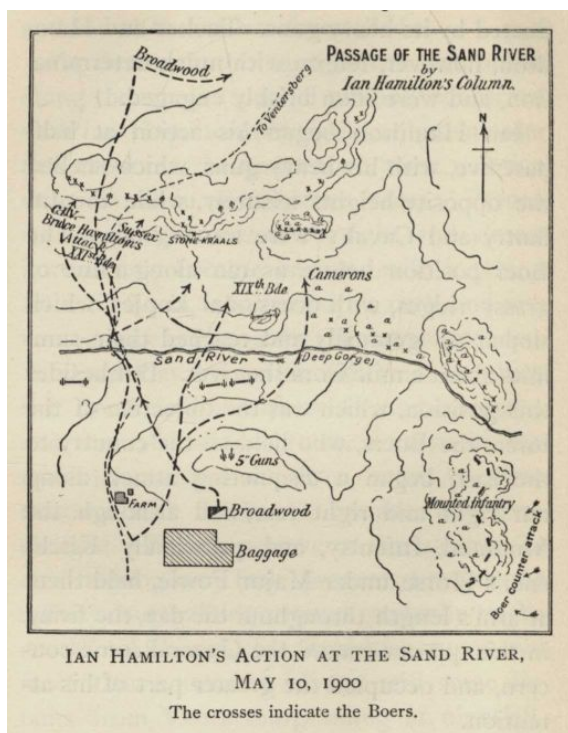 Broadwood
PASSAGE OF THE SAND RIVER
by
Ian Hamilton's Column.
To Ventersberg
N
Bruce Hamilton's
Attack
XXIst Bde
Sussex
STONE KRAALS
XIXth Bde
Camerons
Sand River
Deep Gorge
5" Guns
FARM
Broadwood
Baggage
Mounted Infantry
Boer counter attack
IAN HAMILTON'S ACTION AT THE SAND RIVER,
MAY 10, 1900
The crosses indicate the Boers.